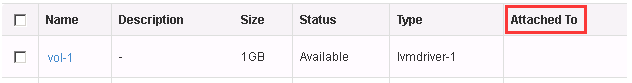 Name Description Size Status Type Attached To
vol-1 - 1GB Available lvmdriver-1